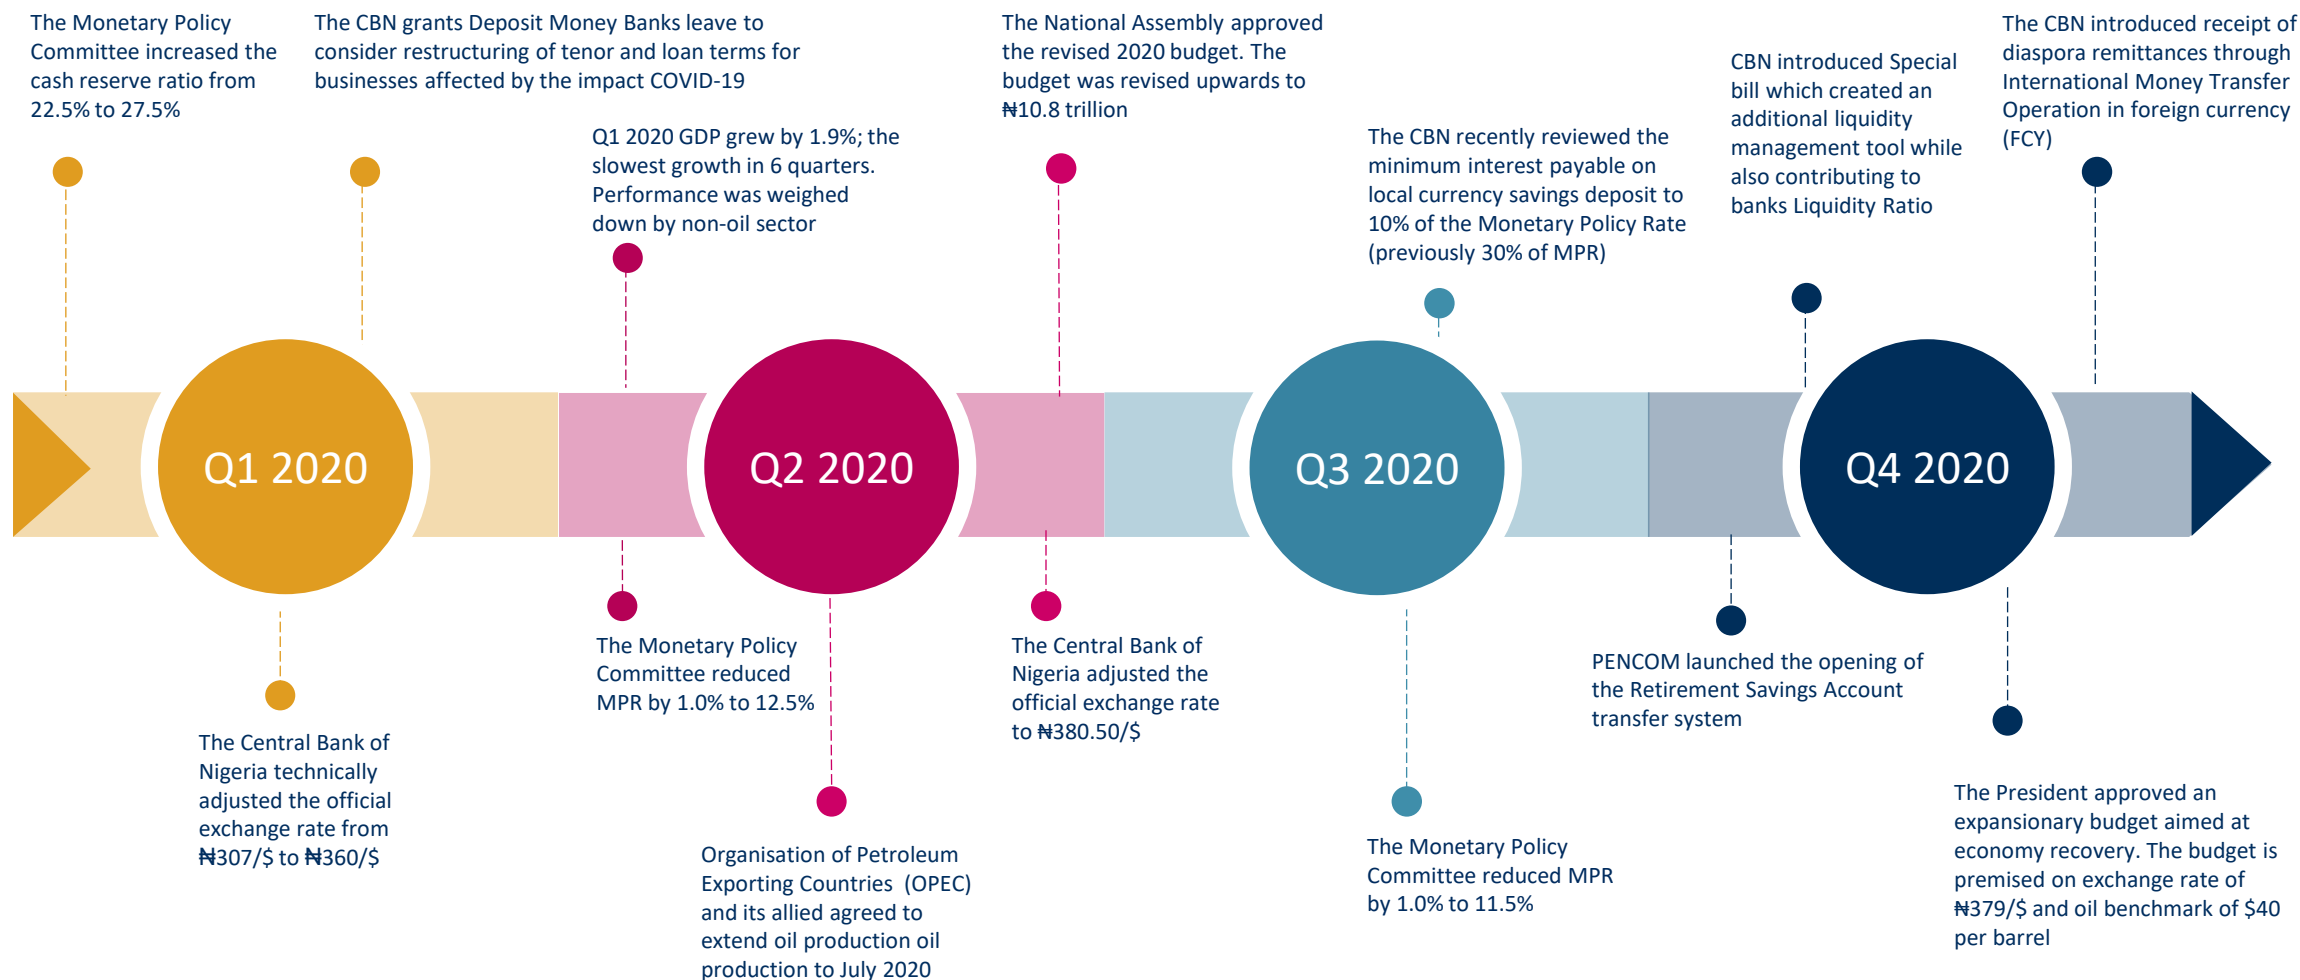 The Monetary Policy
Committee increased the
cash reserve ratio from
22.5% to 27.5%
The CBN grants Deposit Money Banks leave to
consider restructuring of tenor and loan terms for
businesses affected by the impact COVID-19
Q1 2020 GDP grew by 1.9%; the
slowest growth in 6 quarters.
Performance was weighed
down by non-oil sector
The National Assembly approved
the revised 2020 budget. The
budget was revised upwards to
₦10.8 trillion
The CBN recently reviewed the
minimum interest payable on
local currency savings deposit to
10% of the Monetary Policy Rate
(previously 30% of MPR)
CBN introduced Special
bill which created an
additional liquidity
management tool while
also contributing to
banks Liquidity Ratio
The CBN introduced receipt of
diaspora remittances through
International Money Transfer
Operation in foreign currency
(FCY)
Q1 2020
Q2 2020
Q3 2020
Q4 2020
The Central Bank of
Nigeria technically
adjusted the official
exchange rate from
₦307/$ to ₦360/$
The Monetary Policy
Committee reduced
MPR by 1.0% to 12.5%
Organisation of Petroleum
Exporting Countries (OPEC)
and its allied agreed to
extend oil production oil
production to July 2020
The Central Bank of
Nigeria adjusted the
official exchange rate
to ₦380.50/$
The Monetary Policy
Committee reduced MPR
by 1.0% to 11.5%
PENCOM launched the opening of
the Retirement Savings Account
transfer system
The President approved an
expansionary budget aimed at
economy recovery. The budget is
premised on exchange rate of
₦379/$ and oil benchmark of $40
per barrel